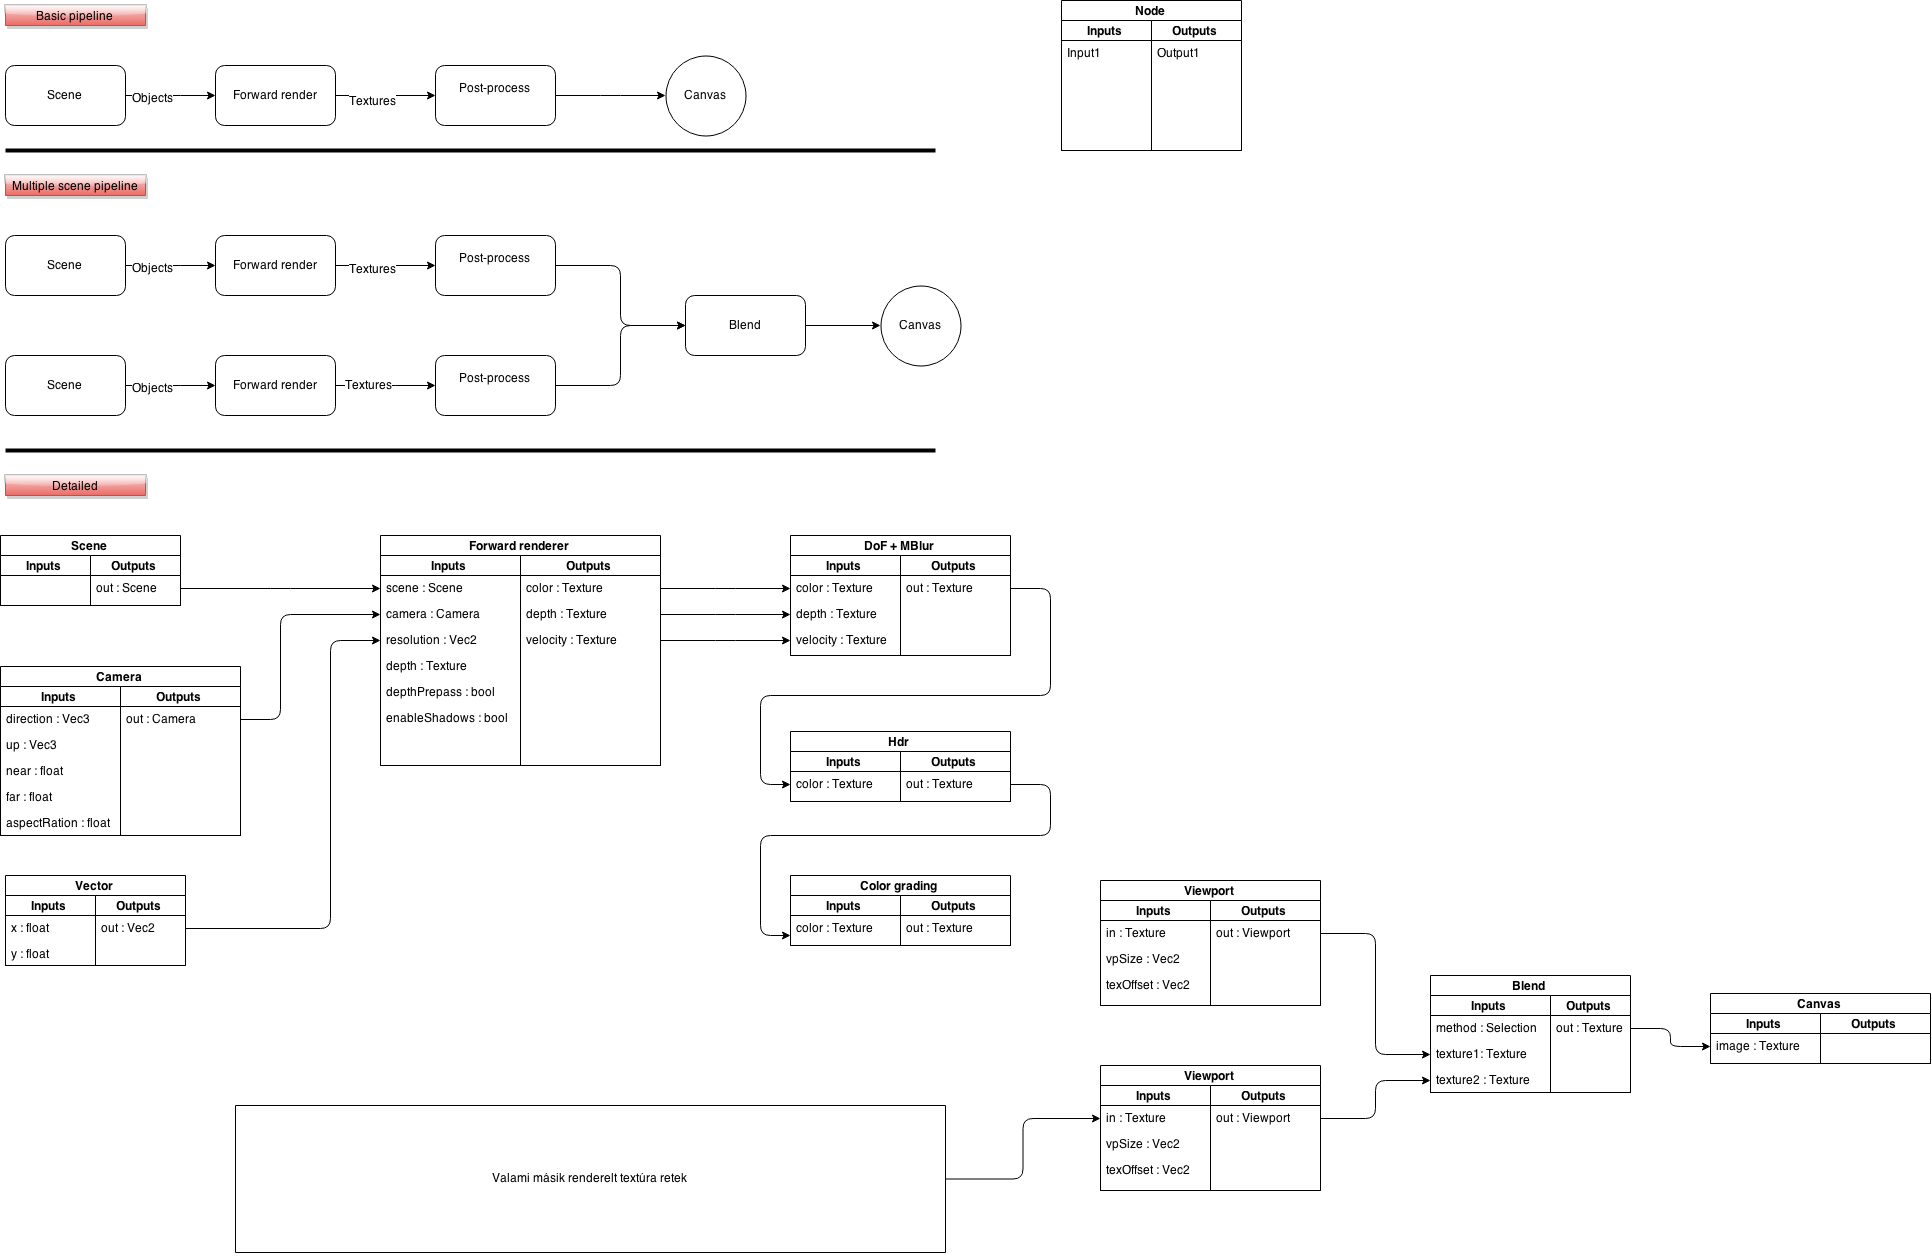 Basic pipeline
Scene
Objects
Forward render
Textures
Post-process
Canvas
Node
Inputs
Outputs
Input1
Output1
Multiple scene pipeline
Scene
Objects
Forward render
Textures
Post-process
Blend
Canvas
Scene
Objects
Forward render
Textures
Post-process
Detailed
Scene
Inputs
Outputs
out : Scene
Camera
Inputs
Outputs
direction : Vec3
out : Camera
up : Vec3
near : float
far : float
aspectRation : float
Vector
Inputs
Outputs
x : float
out : Vec2
y : float
Forward renderer
Inputs
Outputs
scene : Scene
color : Texture
camera : Camera
depth : Texture
resolution : Vec2
velocity : Texture
depth : Texture
depthPrepass : bool
enableShadows : bool
DoF + MBlur
Inputs
Outputs
color : Texture
out : Texture
depth : Texture
velocity : Texture
Hdr
Inputs
Outputs
color : Texture
out : Texture
Color grading
Inputs
Outputs
color : Texture
out : Texture
Viewport
Inputs
Outputs
in : Texture
out : Viewport
vpSize : Vec2
texOffset : Vec2
Valami másik renderelt textúra retek
Viewport
Inputs
Outputs
in : Texture
out : Viewport
vpSize : Vec2
texOffset : Vec2
Blend
Inputs
Outputs
method : Selection
out : Texture
texture1: Texture
texture2 : Texture
Canvas
Inputs
Outputs
image : Texture